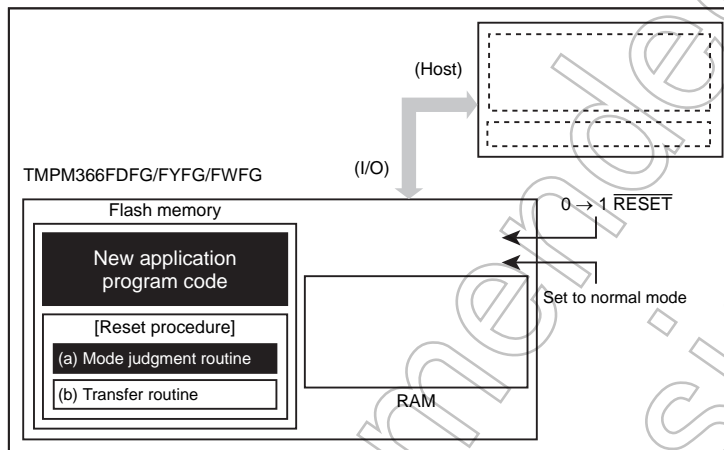 (Host)
(I/O)
TMPM366FDFG/FYFG/FWFG
Flash memory
0 → 1 RESET
New application
program code
Set to normal mode
[Reset procedure]
(a) Mode judgment routine
(b) Transfer routine
RAM